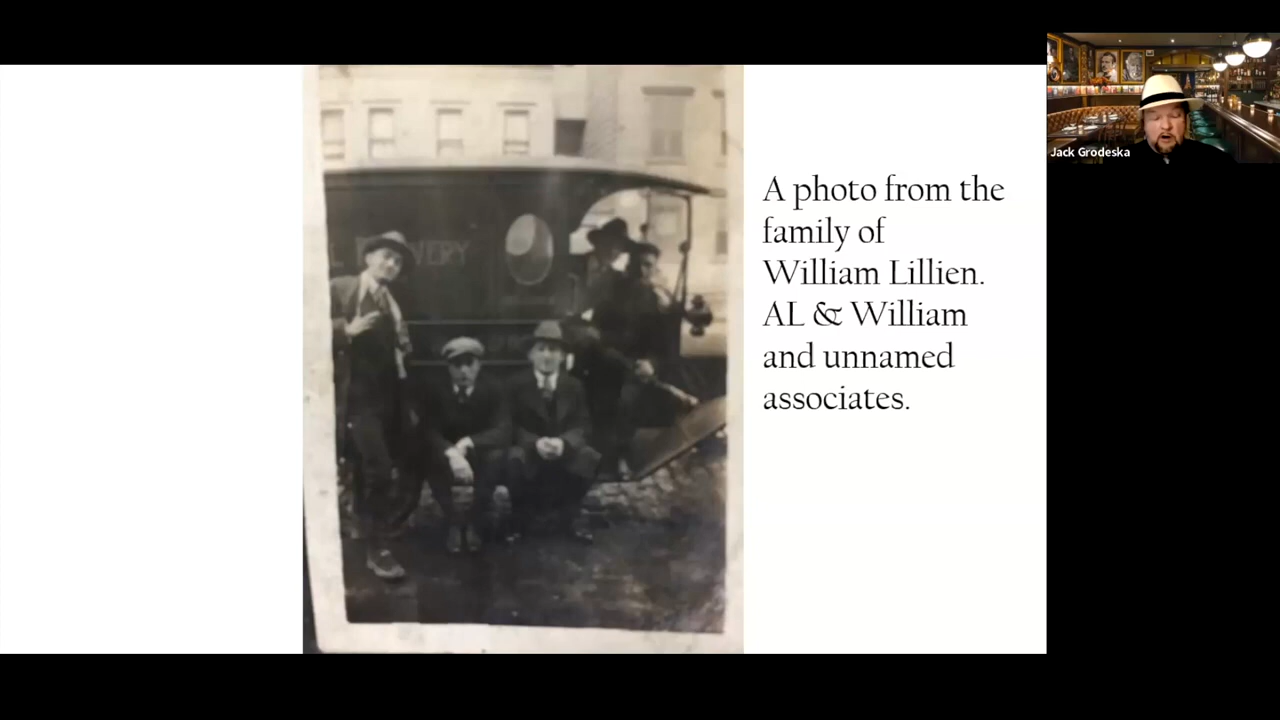 A photo from the
family of
William Lillien.
AL & William
and unnamed
associates.
Jack Grodeska